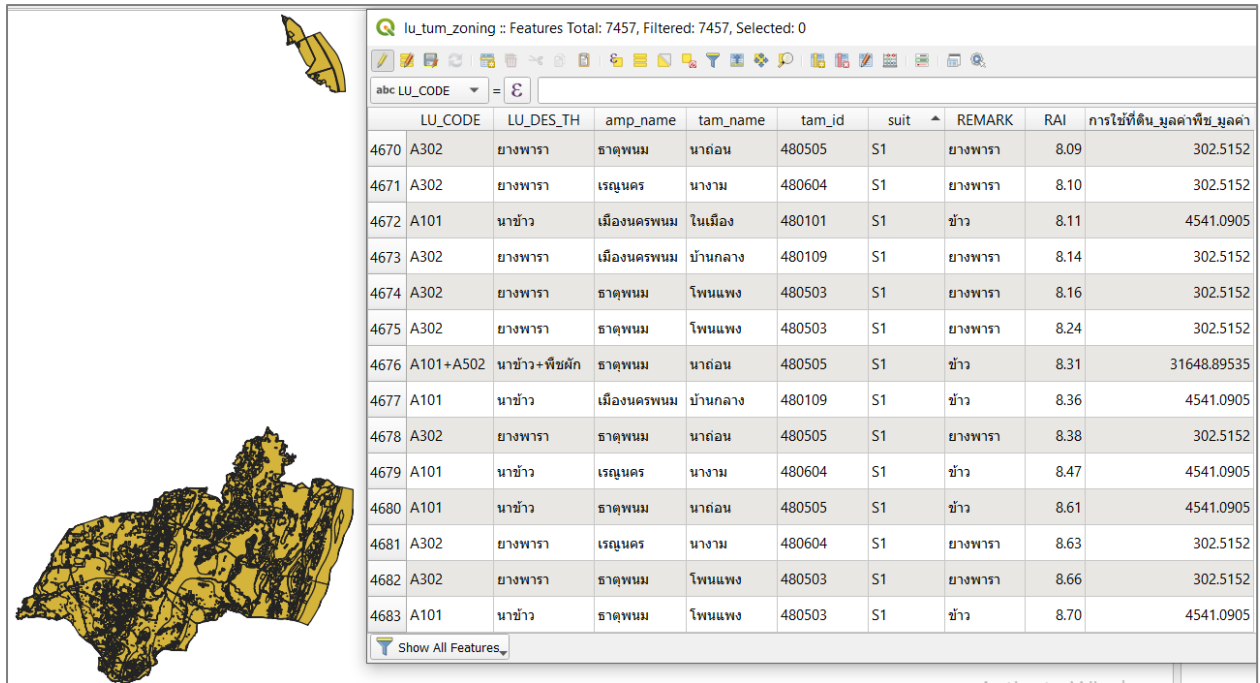 lu_tum_zoning :: Features Total: 7457, Filtered: 7457, Selected: 0
abc LU_CODE = ε
LU_CODE LU_DES_TH amp_name tam_name tam_id suit REMARK RAI การใช้ที่ดิน_มูลค่าพืช_มูลค่า
4670 A302 ยางพารา ธาตุพนม นาถ่อน 480505 S1 ยางพารา 8.09 302.5152
4671 A302 ยางพารา เรณูนคร นางาม 480604 S1 ยางพารา 8.10 302.5152
4672 A101 นาข้าว เมืองนครพนม ในเมือง 480101 S1 ข้าว 8.11 4541.0905
4673 A302 ยางพารา เมืองนครพนม บ้านกลาง 480109 S1 ยางพารา 8.14 302.5152
4674 A302 ยางพารา ธาตุพนม โพนแพง 480503 S1 ยางพารา 8.16 302.5152
4675 A302 ยางพารา ธาตุพนม โพนแพง 480503 S1 ยางพารา 8.24 302.5152
4676 A101+A502 นาข้าว+พืชผัก ธาตุพนม นาถ่อน 480505 S1 ข้าว 8.31 31648.89535
4677 A101 นาข้าว เมืองนครพนม บ้านกลาง 480109 S1 ข้าว 8.36 4541.0905
4678 A302 ยางพารา ธาตุพนม นาถ่อน 480505 S1 ยางพารา 8.38 302.5152
4679 A101 นาข้าว เรณูนคร นางาม 480604 S1 ข้าว 8.47 4541.0905
4680 A101 นาข้าว ธาตุพนม นาถ่อน 480505 S1 ข้าว 8.61 4541.0905
4681 A302 ยางพารา เรณูนคร นางาม 480604 S1 ยางพารา 8.63 302.5152
4682 A302 ยางพารา ธาตุพนม โพนแพง 480503 S1 ยางพารา 8.66 302.5152
4683 A101 นาข้าว ธาตุพนม โพนแพง 480503 S1 ข้าว 8.70 4541.0905
Show All Features